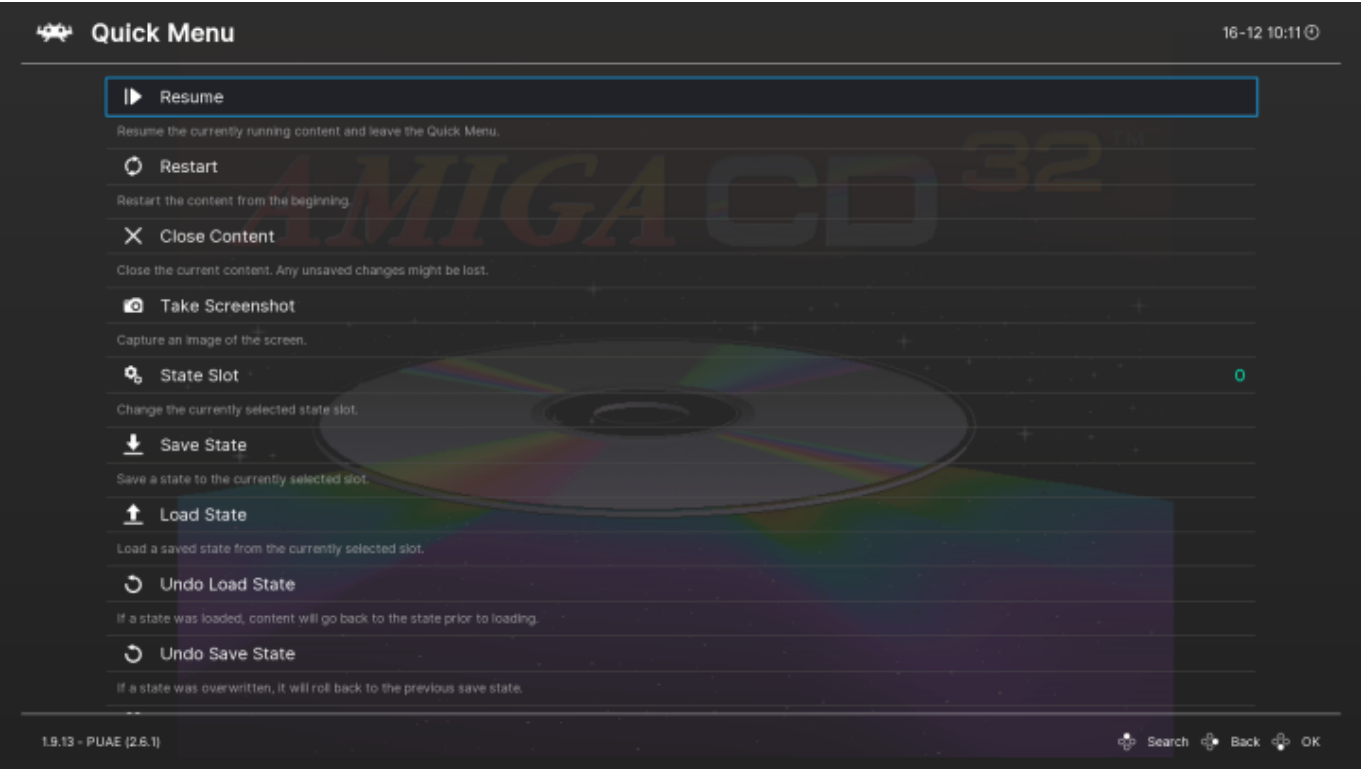 Quick Menu
16-12 10:11
Resume
Resume the currently running content and leave the Quick Menu.
Restart
Restart the content from the beginning.
Close Content
Close the current content. Any unsaved changes might be lost.
Take Screenshot
Capture an image of the screen.
State Slot
0
Change the currently selected state slot.
Save State
Save a state to the currently selected slot.
Load State
Load a saved state from the currently selected slot.
Undo Load State
If a state was loaded, content will go back to the state prior to loading.
Undo Save State
If a state was overwritten, it will roll back to the previous save state.
AMIGA CD 32 ™
1.9.13 - PUAE (2.6.1)
Search Back OK